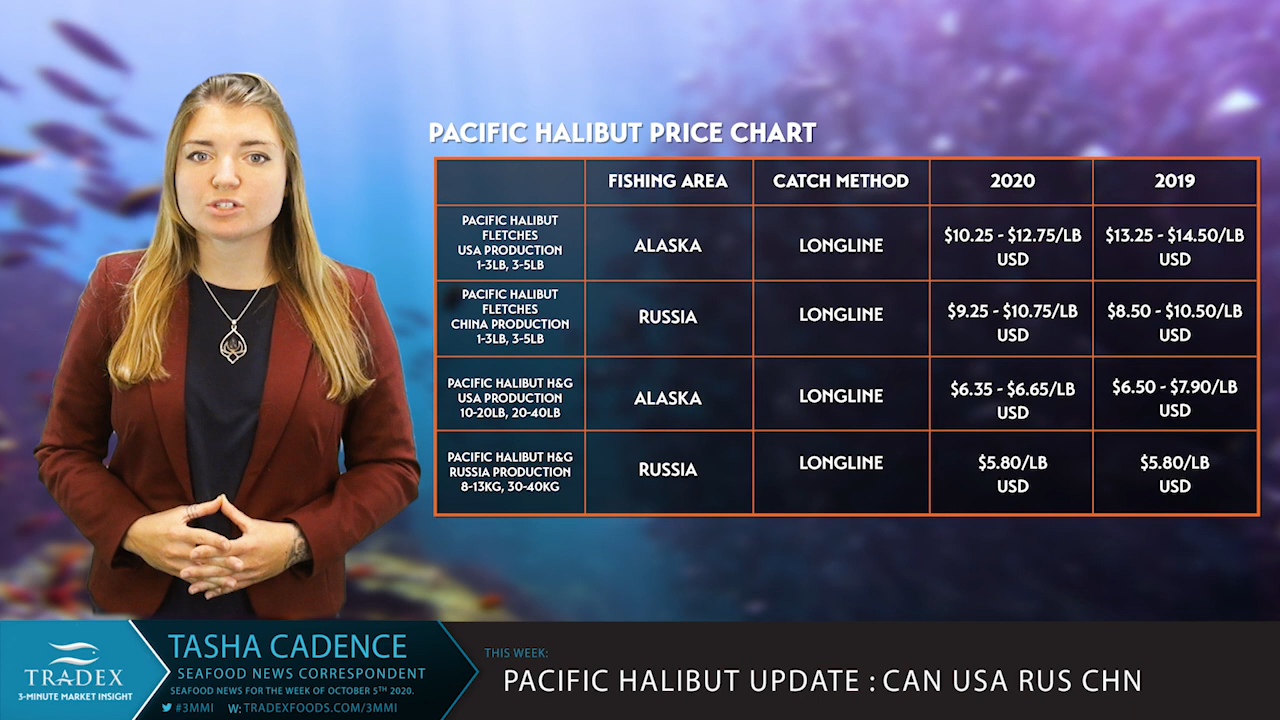 PACIFIC HALIBUT PRICE CHART
FISHING AREA CATCH METHOD 2020 2019
PACIFIC HALIBUT
FLETCHES
USA PRODUCTION
1-3LB, 3-5LB
ALASKA
LONGLINE
$10.25 - $12.75/LB
USD
$13.25 - $14.50/LB
USD
PACIFIC HALIBUT
FLETCHES
CHINA PRODUCTION
1-3LB, 3-5LB
RUSSIA
LONGLINE
$9.25 - $10.75/LB
USD
$8.50 - $10.50/LB
USD
PACIFIC HALIBUT H&G
USA PRODUCTION
10-20LB, 20-40LB
ALASKA
LONGLINE
$6.35 - $6.65/LB
USD
$6.50 - $7.90/LB
USD
PACIFIC HALIBUT H&G
RUSSIA PRODUCTION
8-13KG, 30-40KG
RUSSIA
LONGLINE
$5.80/LB
USD
$5.80/LB
USD
TRADEX
3-MINUTE MARKET INSIGHT
TASHA CADENCE
SEAFOOD NEWS CORRESPONDENT
SEAFOOD NEWS FOR THE WEEK OF OCTOBER 5TH 2020.
#3MMI W: TRADEXFOODS.COM/3MMI
THIS WEEK:
PACIFIC HALIBUT UPDATE : CAN USA RUS CHN